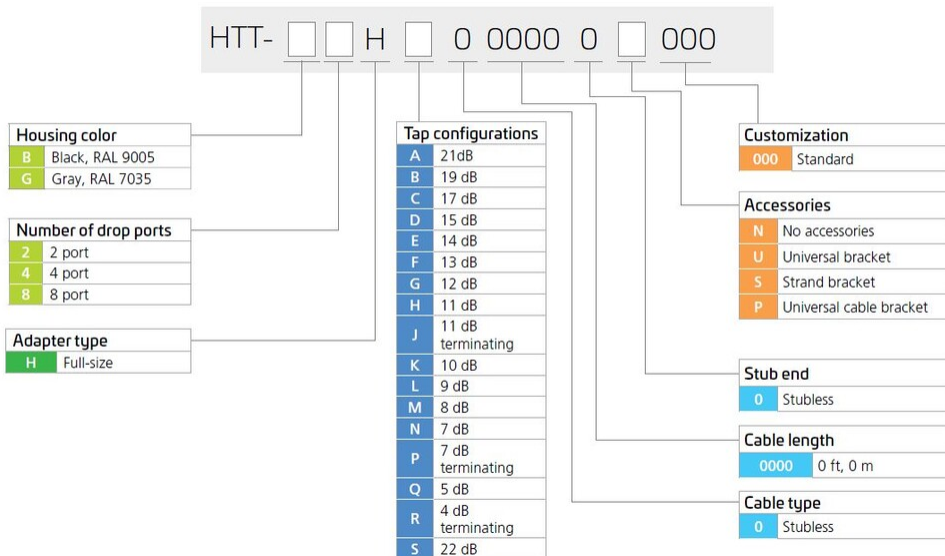 HTT- H 0 0000 0 000
Housing color
B Black, RAL 9005
G Gray, RAL 7035
Number of drop ports
2 2 port
4 4 port
8 8 port
Adapter type
H Full-size
Tap configurations
A 21dB
B 19 dB
C 17 dB
D 15 dB
E 14 dB
F 13 dB
G 12 dB
H 11 dB
J 11 dB
terminating
K 10 dB
L 9 dB
M 8 dB
N 7 dB
P 7 dB
terminating
Q 5 dB
R 4 dB
terminating
S 22 dB
Customization
000 Standard
Accessories
N No accessories
U Universal bracket
S Strand bracket
P Universal cable bracket
Stub end
0 Stubless
Cable length
0000 0 ft, 0 m
Cable type
0 Stubless